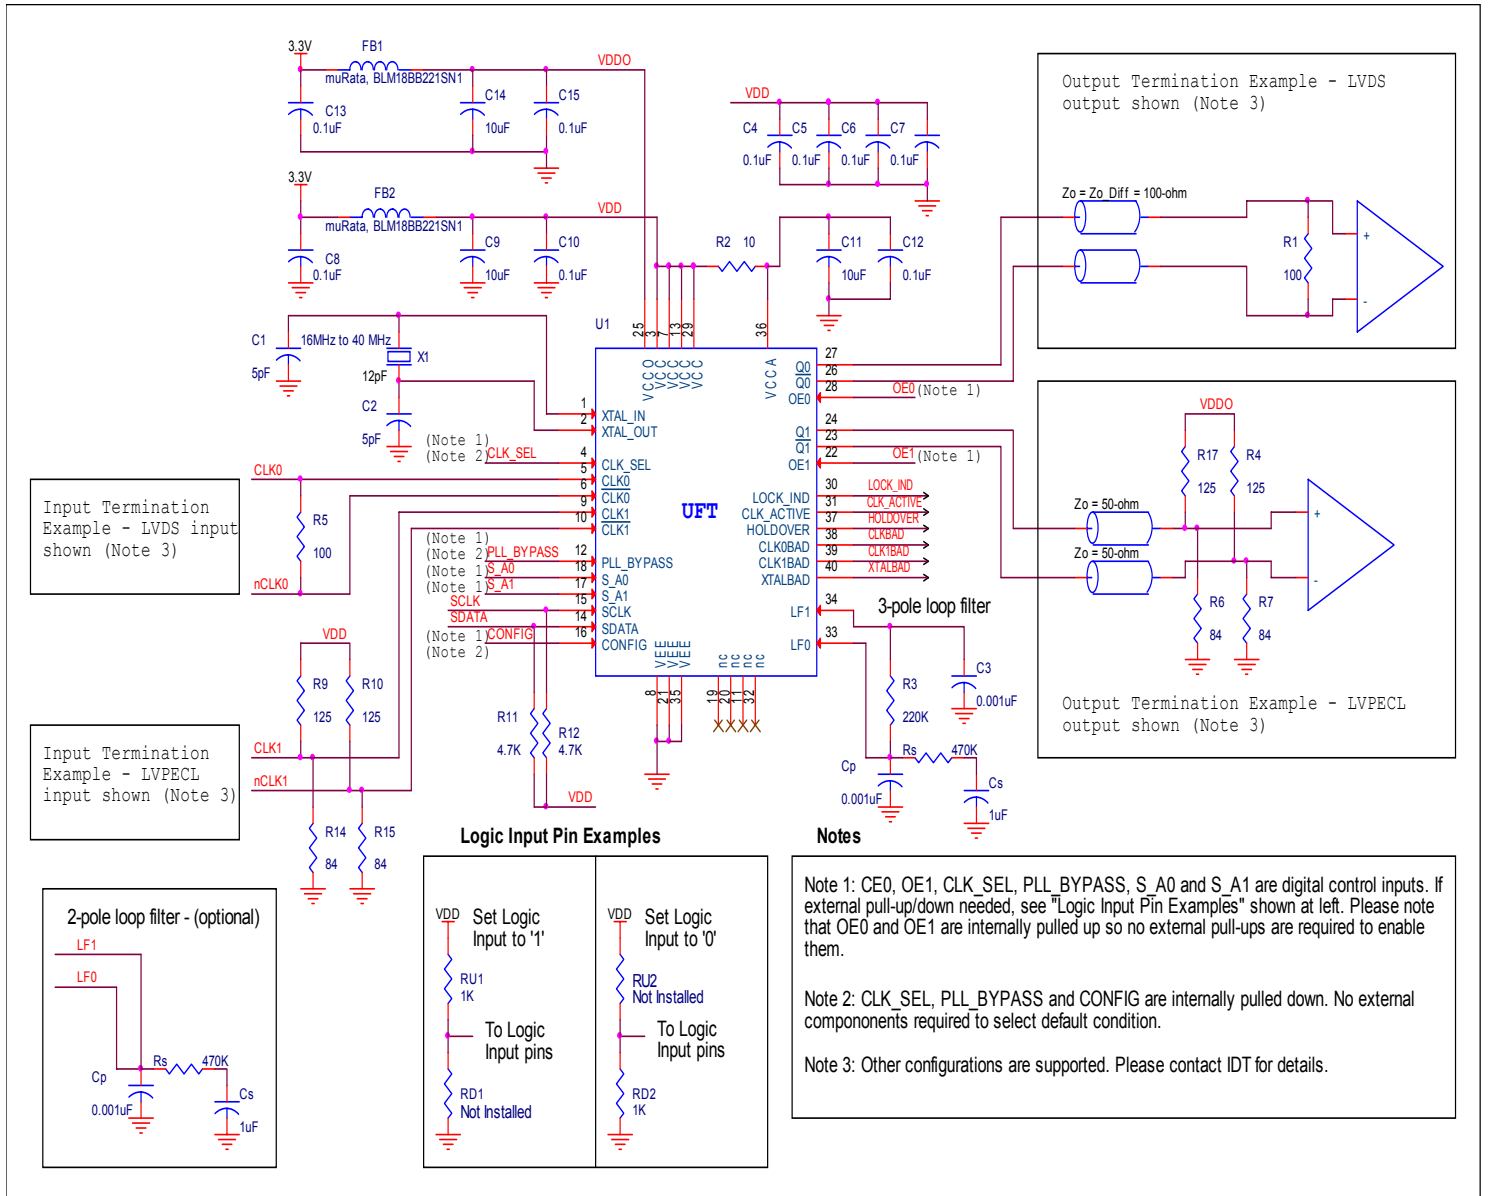 3.3V
FB1
muRata, BLM18BB221SN1
VDDO
C13
0.1uF
C14
10uF
C15
0.1uF
3.3V
FB2
muRata, BLM18BB221SN1
VDD
C8
0.1uF
C9
10uF
C10
0.1uF
VDD
C4 C5 C6 C7
0.1uF 0.1uF 0.1uF 0.1uF
R2 10
C11
10uF
C12
0.1uF
C1
5pF
16MHz to 40 MHz
X1
12pF
C2
5pF
U1
25 3 7 13 29 36
VCCO VCC VCC VCC VCC VCCA
1 XTAL_IN
2 XTAL_OUT
(Note 1)
(Note 2) CLK_SEL
4 CLK_SEL
5 CLK0
6 CLK0
9 CLK1
10 CLK1
(Note 1)
(Note 2) PLL_BYPASS
12 PLL_BYPASS
(Note 1) S_A0
18 S_A0
(Note 1) S_A1
17 S_A1
SCLK
15 SCLK
SDATA
14 SDATA
(Note 1) CONFIG
(Note 2)
16 CONFIG
UFT
27 Q0
26 Q0
28 OE0
OE0 (Note 1)
24 Q1
23 Q1
22 OE1
OE1 (Note 1)
30 LOCK_IND LOCK_IND
31 CLK_ACTIVE CLK_ACTIVE
37 HOLDOVER HOLDOVER
38 CLK0BAD CLKBAD
39 CLK1BAD CLK1BAD
40 XTALBAD XTALBAD
34 LF1
33 LF0
VEE VEE VEE
8 21 35
nc nc nc nc
19 20 11 32
CLK0
R5
100
nCLK0
Input Termination
Example - LVDS input
shown (Note 3)
VDD
R9
125
R10
125
CLK1
nCLK1
R14
84
R15
84
Input Termination
Example - LVPECL
input shown (Note 3)
R11
4.7K
R12
4.7K
VDD
3-pole loop filter
R3
220K
C3
0.001uF
Rs 470K
Cp
0.001uF
Cs
1uF
Output Termination Example - LVDS
output shown (Note 3)
Zo = Zo_Diff = 100-ohm
R1
100
+
-
VDDO
R17
125
R4
125
Zo = 50-ohm
Zo = 50-ohm
R6
84
R7
84
+
-
Output Termination Example - LVPECL
output shown (Note 3)
2-pole loop filter - (optional)
LF1
LF0
Rs 470K
Cp
0.001uF
Cs
1uF
Logic Input Pin Examples
VDD
Set Logic
Input to '1'
RU1
1K
To Logic
Input pins
RD1
Not Installed
VDD
Set Logic
Input to '0'
RU2
Not Installed
To Logic
Input pins
RD2
1K
Notes
Note 1: CE0, OE1, CLK_SEL, PLL_BYPASS, S_A0 and S_A1 are digital control inputs. If
external pull-up/down needed, see "Logic Input Pin Examples" shown at left. Please note
that OE0 and OE1 are internally pulled up so no external pull-ups are required to enable
them.
Note 2: CLK_SEL, PLL_BYPASS and CONFIG are internally pulled down. No external
compononents required to select default condition.
Note 3: Other configurations are supported. Please contact IDT for details.